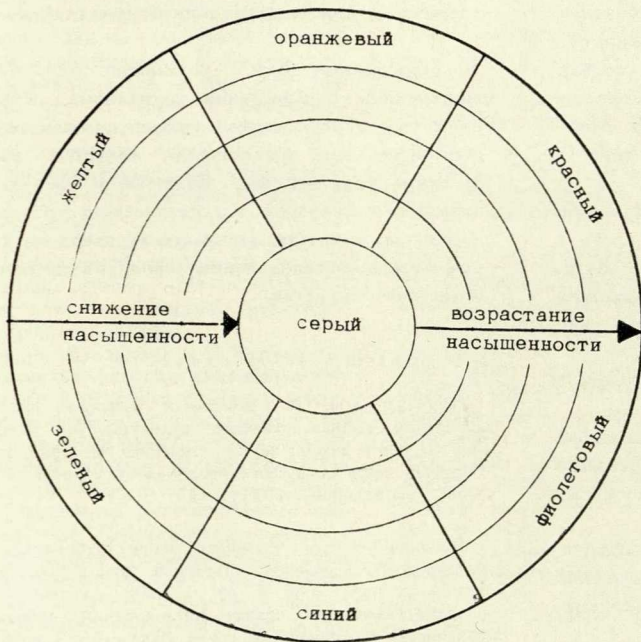 оранжевый
желтый
красный
снижение
насыщенности
серый
возрастание
насыщенности
зеленый
фиолетовый
синий